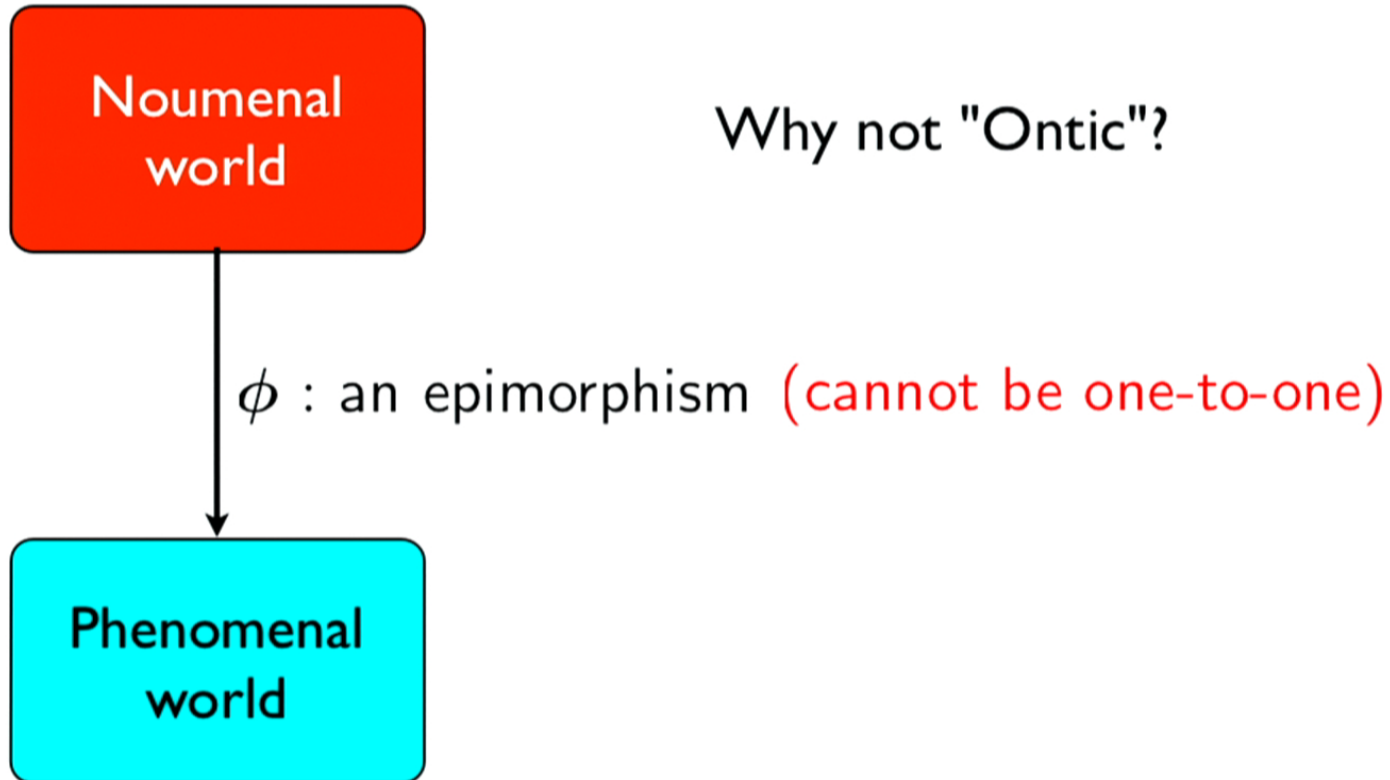 Noumenal
world
Why not "Ontic"?
ϕ : an epimorphism (cannot be one-to-one)
Phenomenal
world